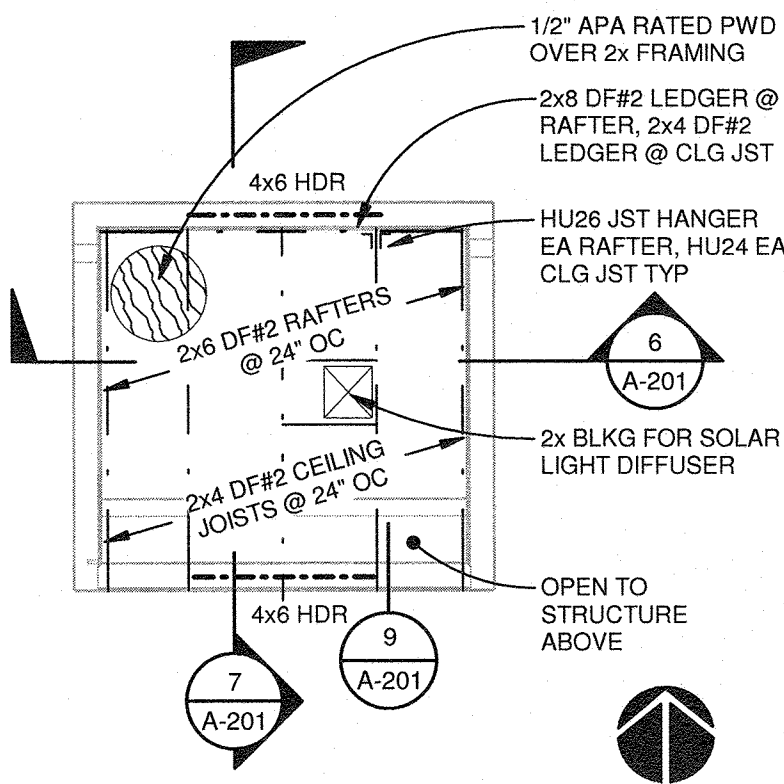 1/2" APA RATED PWD
OVER 2x FRAMING
2x8 DF#2 LEDGER @
RAFTER, 2x4 DF#2
LEDGER @ CLG JST
4x6 HDR
HU26 JST HANGER
EA RAFTER, HU24 EA
CLG JST TYP
2x6 DF#2 RAFTERS
@ 24" OC
6
A-201
2x BLKG FOR SOLAR
LIGHT DIFFUSER
2x4 DF#2 CEILING
JOISTS @ 24" OC
OPEN TO
STRUCTURE
ABOVE
4x6 HDR
9
A-201
7
A-201